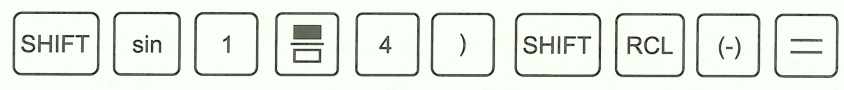 SHIFT sin 1 4 ) SHIFT RCL (-) =